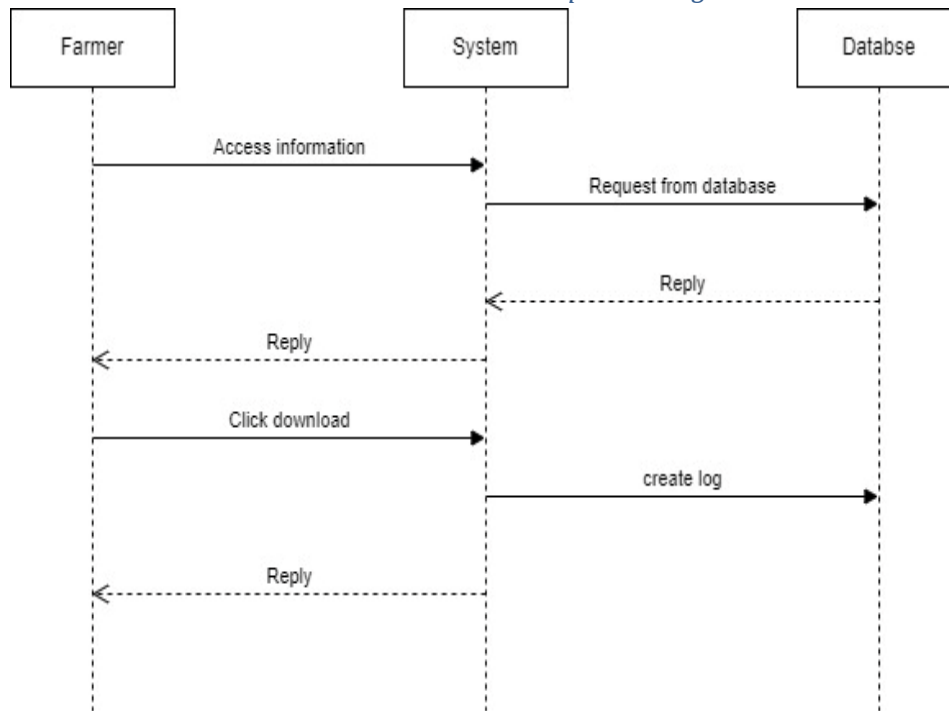 Farmer
System
Databse
Access information
Request from database
Reply
Reply
Click download
create log
Reply